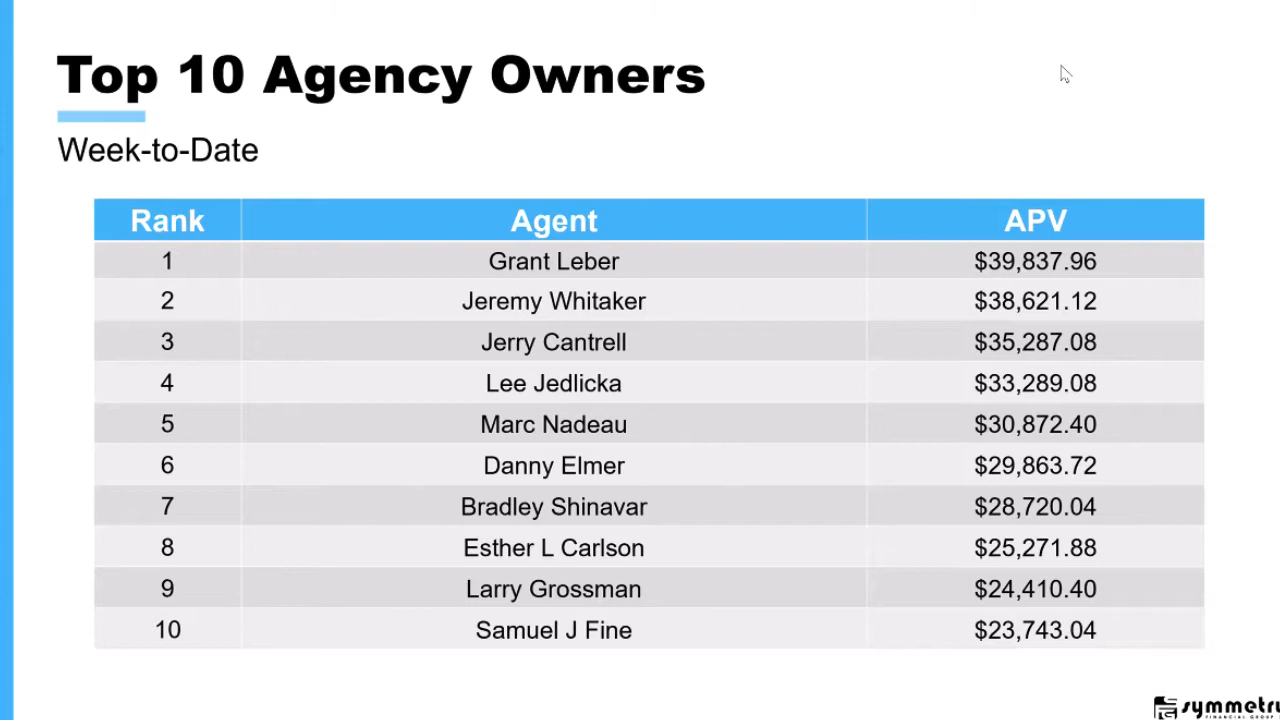 Top 10 Agency Owners
Week-to-Date
Rank Agent APV
1 Grant Leber $39,837.96
2 Jeremy Whitaker $38,621.12
3 Jerry Cantrell $35,287.08
4 Lee Jedlicka $33,289.08
5 Marc Nadeau $30,872.40
6 Danny Elmer $29,863.72
7 Bradley Shinavar $28,720.04
8 Esther L Carlson $25,271.88
9 Larry Grossman $24,410.40
10 Samuel J Fine $23,743.04
symmetry
FINANCIAL GROUP